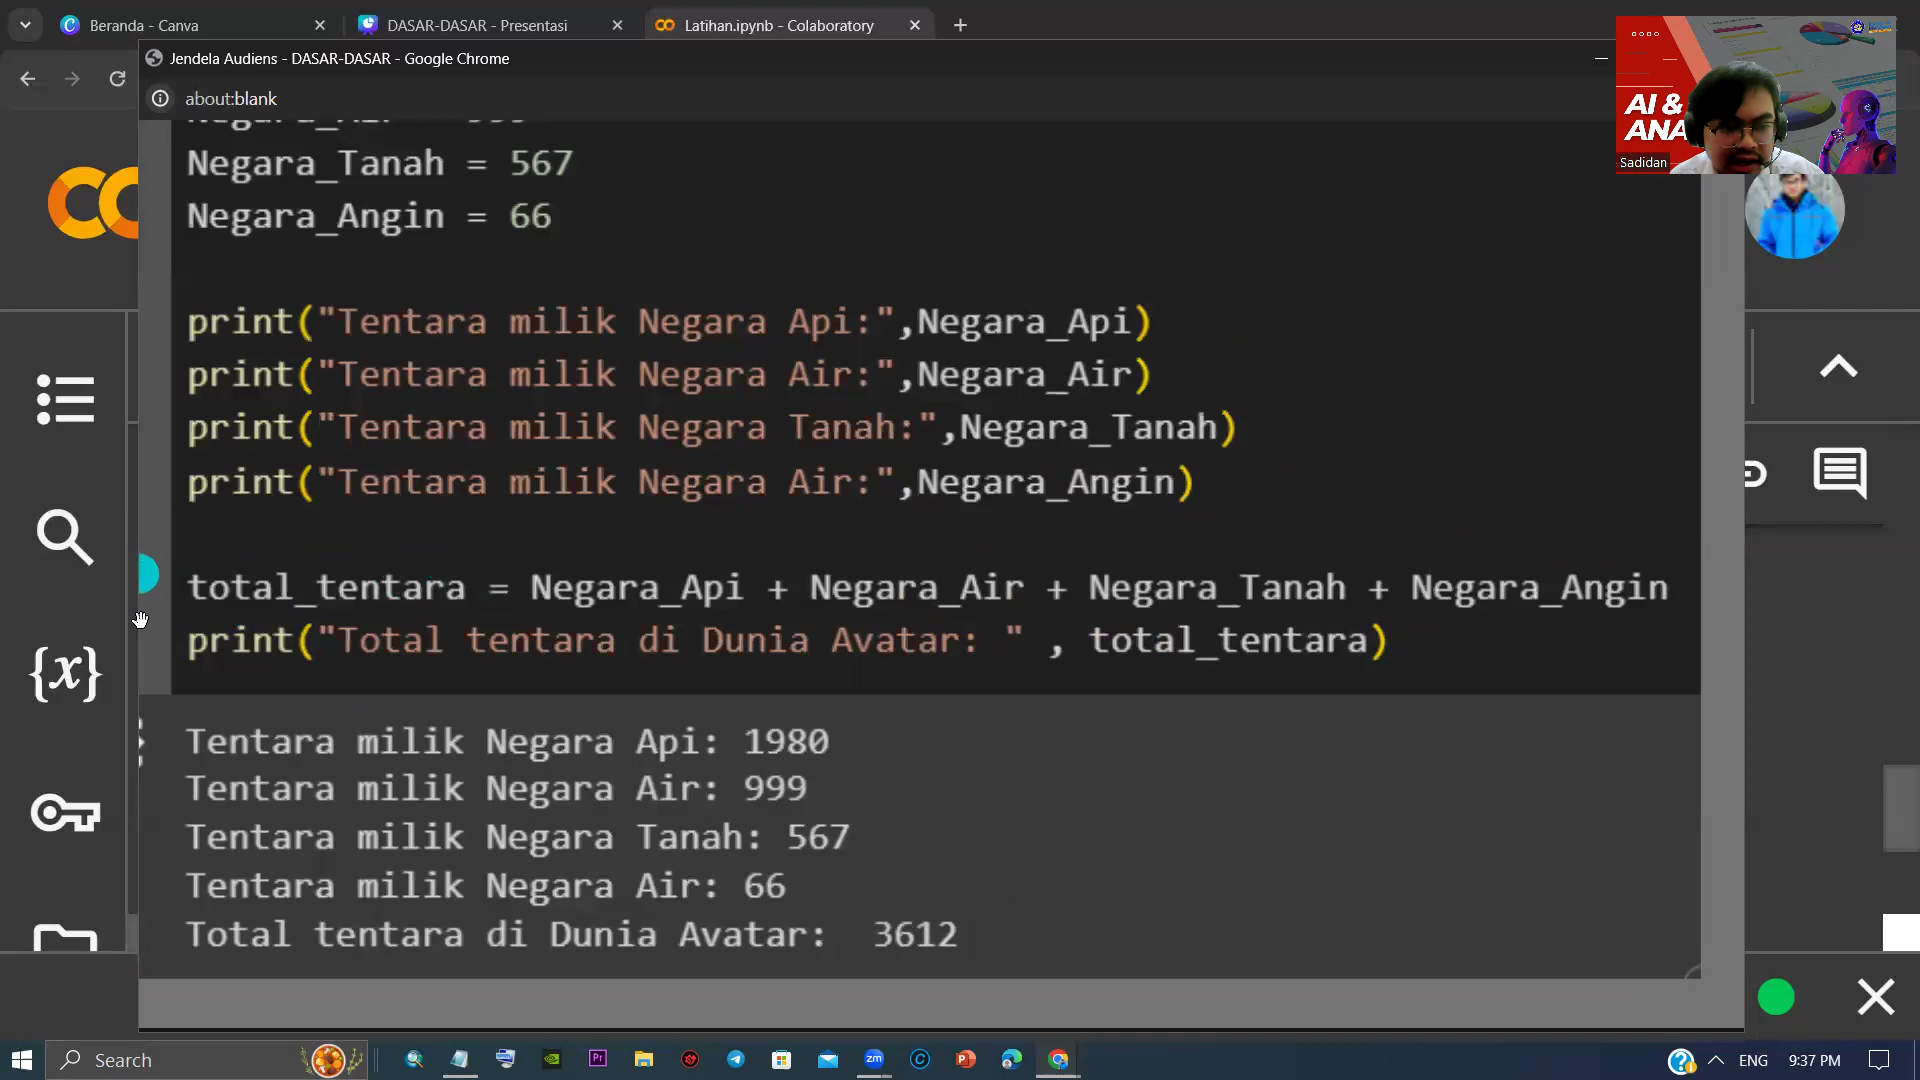 Beranda - Canva
DASAR-DASAR - Presentasi
Latihan.ipynb - Colaboratory
Jendela Audiens - DASAR-DASAR - Google Chrome
about:blank
AI &
ANA
Sadidan
Negara_Tanah = 567
Negara_Angin = 66
print("Tentara milik Negara Api:",Negara_Api)
print("Tentara milik Negara Air:",Negara_Air)
print("Tentara milik Negara Tanah:",Negara_Tanah)
print("Tentara milik Negara Air:",Negara_Angin)
total_tentara = Negara_Api + Negara_Air + Negara_Tanah + Negara_Angin
print("Total tentara di Dunia Avatar: " , total_tentara)
{x}
Tentara milik Negara Api: 1980
Tentara milik Negara Air: 999
Tentara milik Negara Tanah: 567
Tentara milik Negara Air: 66
Total tentara di Dunia Avatar:  3612
Search
Pr
zm
ENG
9:37 PM